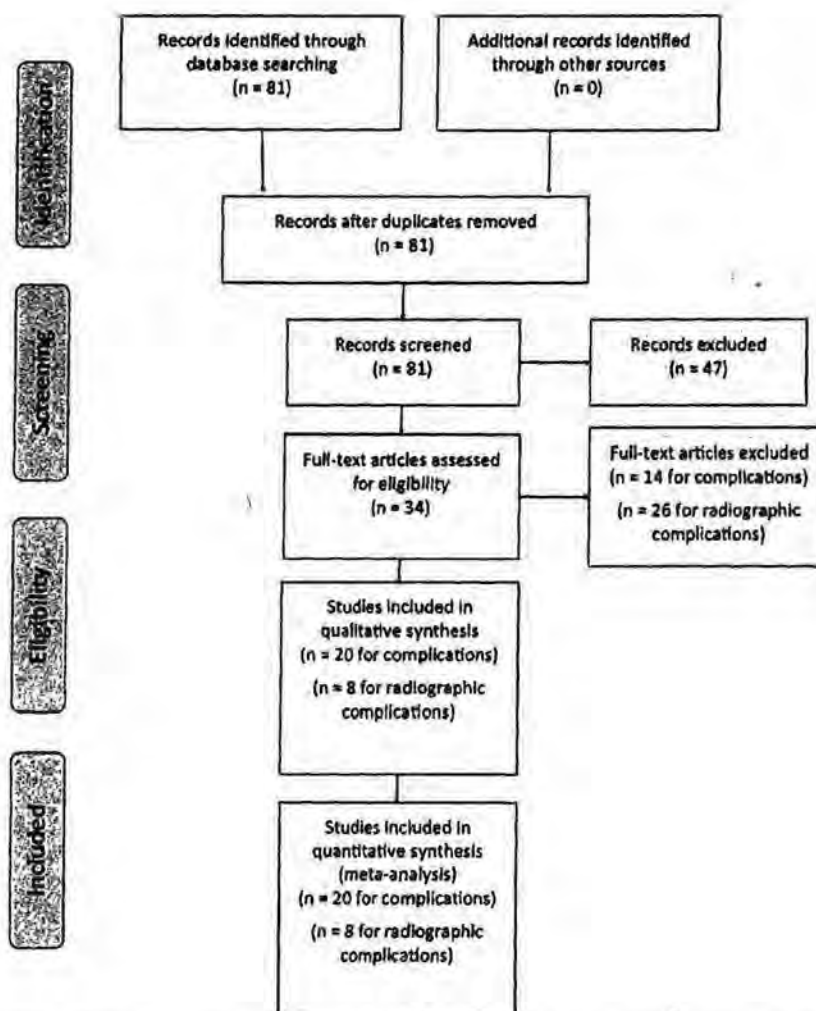 Identification
Records identified through
database searching
(n = 81)
Additional records identified
through other sources
(n = 0)
Records after duplicates removed
(n = 81)
Screening
Records screened
(n = 81)
Records excluded
(n = 47)
Full-text articles assessed
for eligibility
(n = 34)
Full-text articles excluded
(n = 14 for complications)
(n = 26 for radiographic
complications)
Eligibility
Studies included in
qualitative synthesis
(n = 20 for complications)
(n = 8 for radiographic
complications)
Included
Studies included in
quantitative synthesis
(meta-analysis)
(n = 20 for complications)
(n = 8 for radiographic
complications)